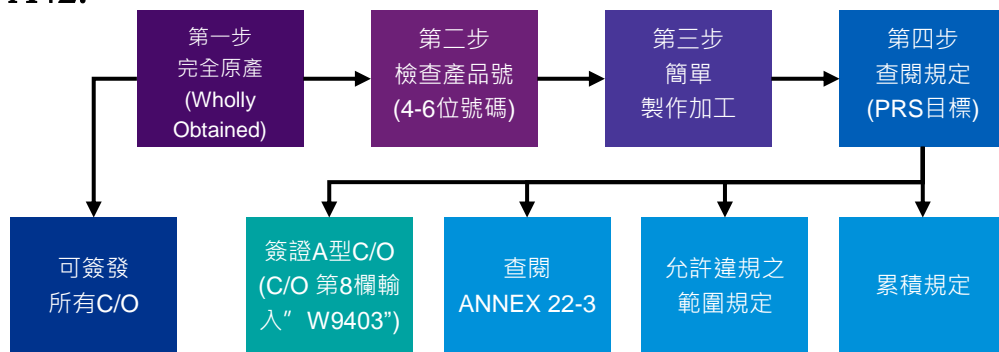 第一步
完全原產
(Wholly
Obtained)
第二步
檢查產品號
(4-6位號碼)
第三步
簡單
製作加工
第四步
查閱規定
(PRS目標)
可簽發
所有C/O
簽證A型C/O
(C/O 第8欄輸
入”W9403”)
查閱
ANNEX 22-3
允許違規之
範圍規定
累積規定